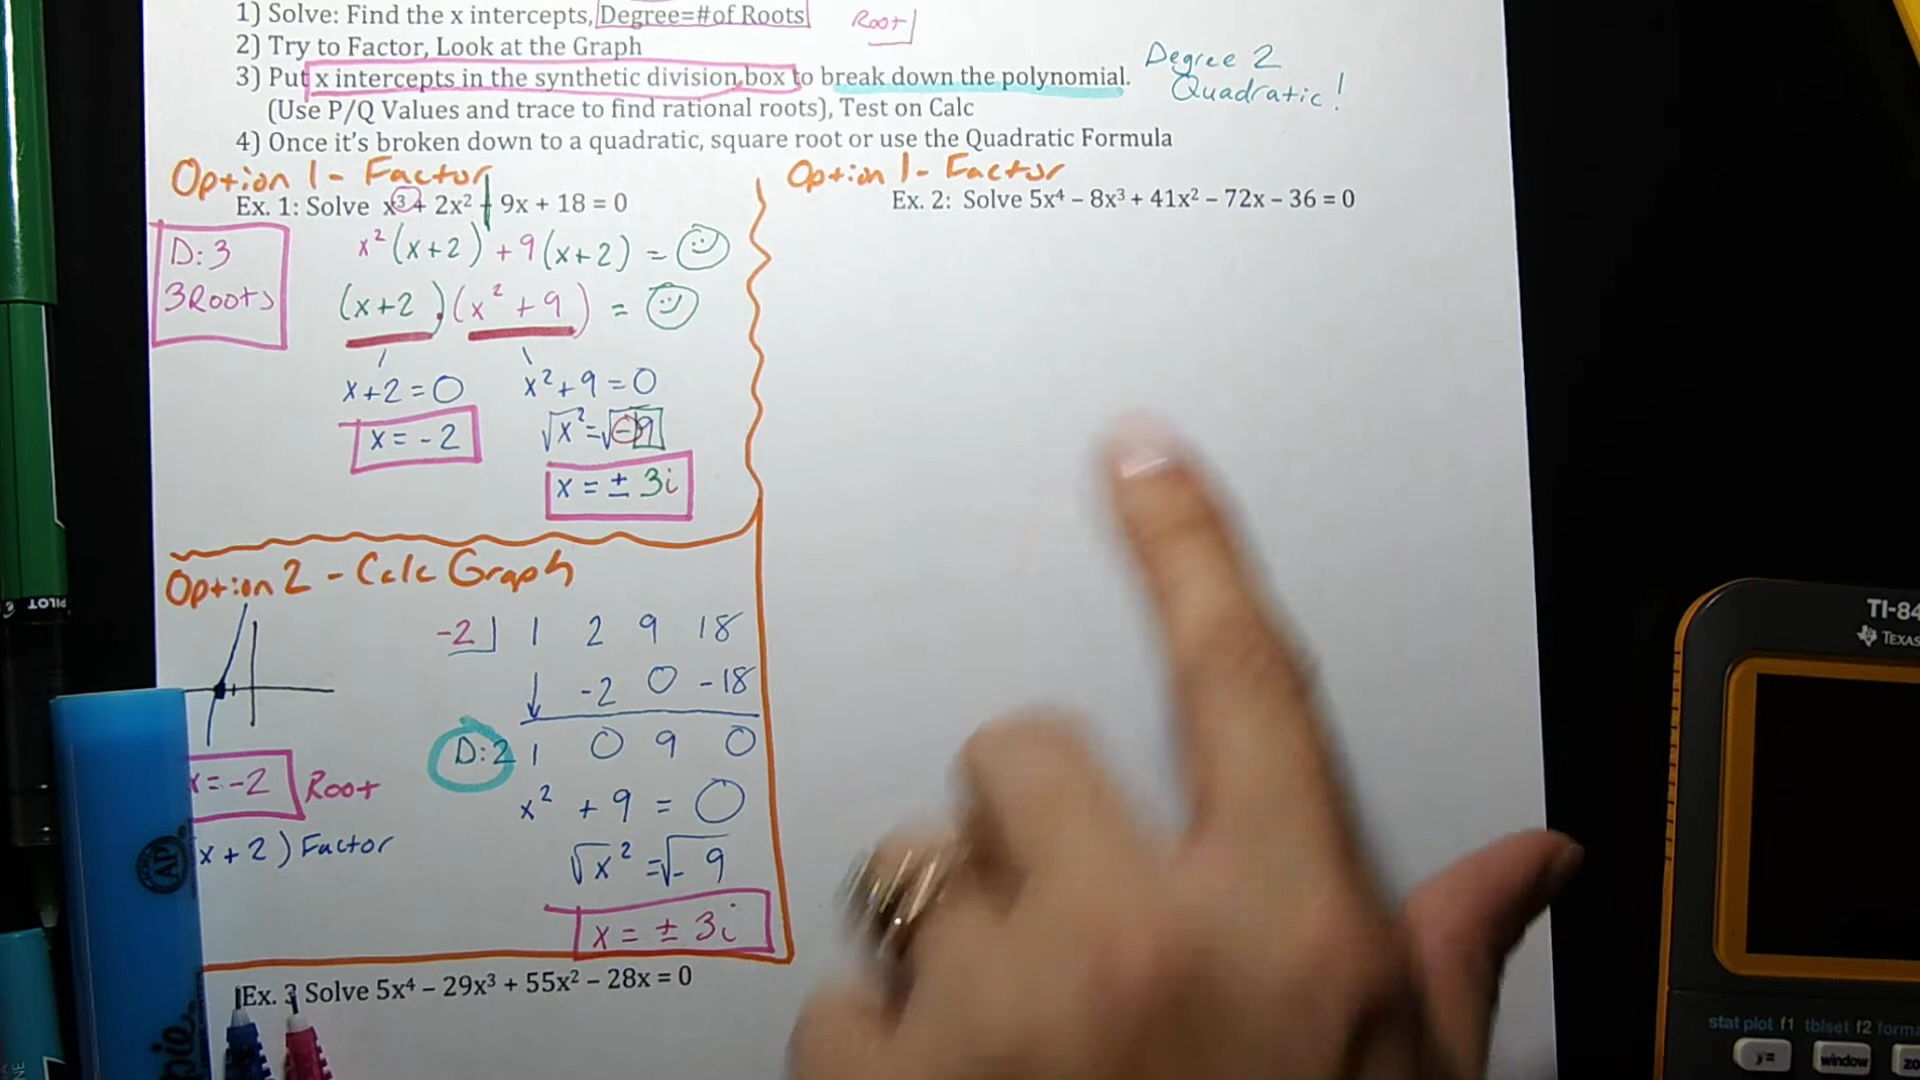 1) Solve: Find the x intercepts, Degree=#of Roots
Root
2) Try to Factor, Look at the Graph
3) Put x intercepts in the synthetic division box to break down the polynomial.
Degree 2
Quadratic!
(Use P/Q Values and trace to find rational roots), Test on Calc
4) Once it's broken down to a quadratic, square root or use the Quadratic Formula
Option 1 - Factor
Ex. 1: Solve x³ + 2x² + 9x + 18 = 0
D: 3
3 Roots
x² (x+2) + 9 (x+2) =
(x+2) · (x² + 9) =
x+2 = 0
x² + 9 = 0
x = -2
√x² = √-9
x = ± 3i
Option 2 - Calc Graph
-2 1 2 9 18
-2 0 -18
D: 2 1 0 9 0
x = -2 Root
x² + 9 = 0
x + 2) Factor
√x² = √-9
x = ± 3i
Option 1 - Factor
Ex. 2: Solve 5x⁴ – 8x³ + 41x² – 72x – 36 = 0
Ex. 3 Solve 5x⁴ – 29x³ + 55x² – 28x = 0
PILOT
AP
TI-84
TEXAS
stat plot f1 tblset f2 forma
y=
window
zo